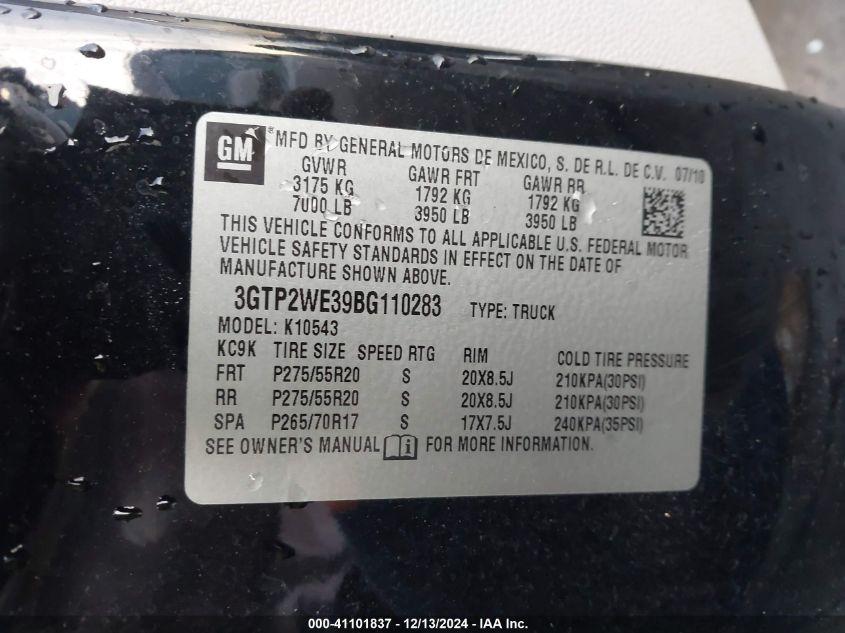 GM
® MFD BY GENERAL MOTORS DE MEXICO, S. DE R.L. DE C.V. 07/10
GVWR GAWR FRT GAWR RR
3175 KG 1792 KG 1792 KG
7000 LB 3950 LB 3950 LB
THIS VEHICLE CONFORMS TO ALL APPLICABLE U.S. FEDERAL MOTOR
VEHICLE SAFETY STANDARDS IN EFFECT ON THE DATE OF
MANUFACTURE SHOWN ABOVE.
3GTP2WE39BG110283 TYPE: TRUCK
MODEL: K10543
KC9K TIRE SIZE SPEED RTG RIM COLD TIRE PRESSURE
FRT P275/55R20 S 20X8.5J 210KPA(30PSI)
RR P275/55R20 S 20X8.5J 210KPA(30PSI)
SPA P265/70R17 S 17X7.5J 240KPA(35PSI)
SEE OWNER'S MANUAL i FOR MORE INFORMATION.
000-41101837 - 12/13/2024 - IAA Inc.